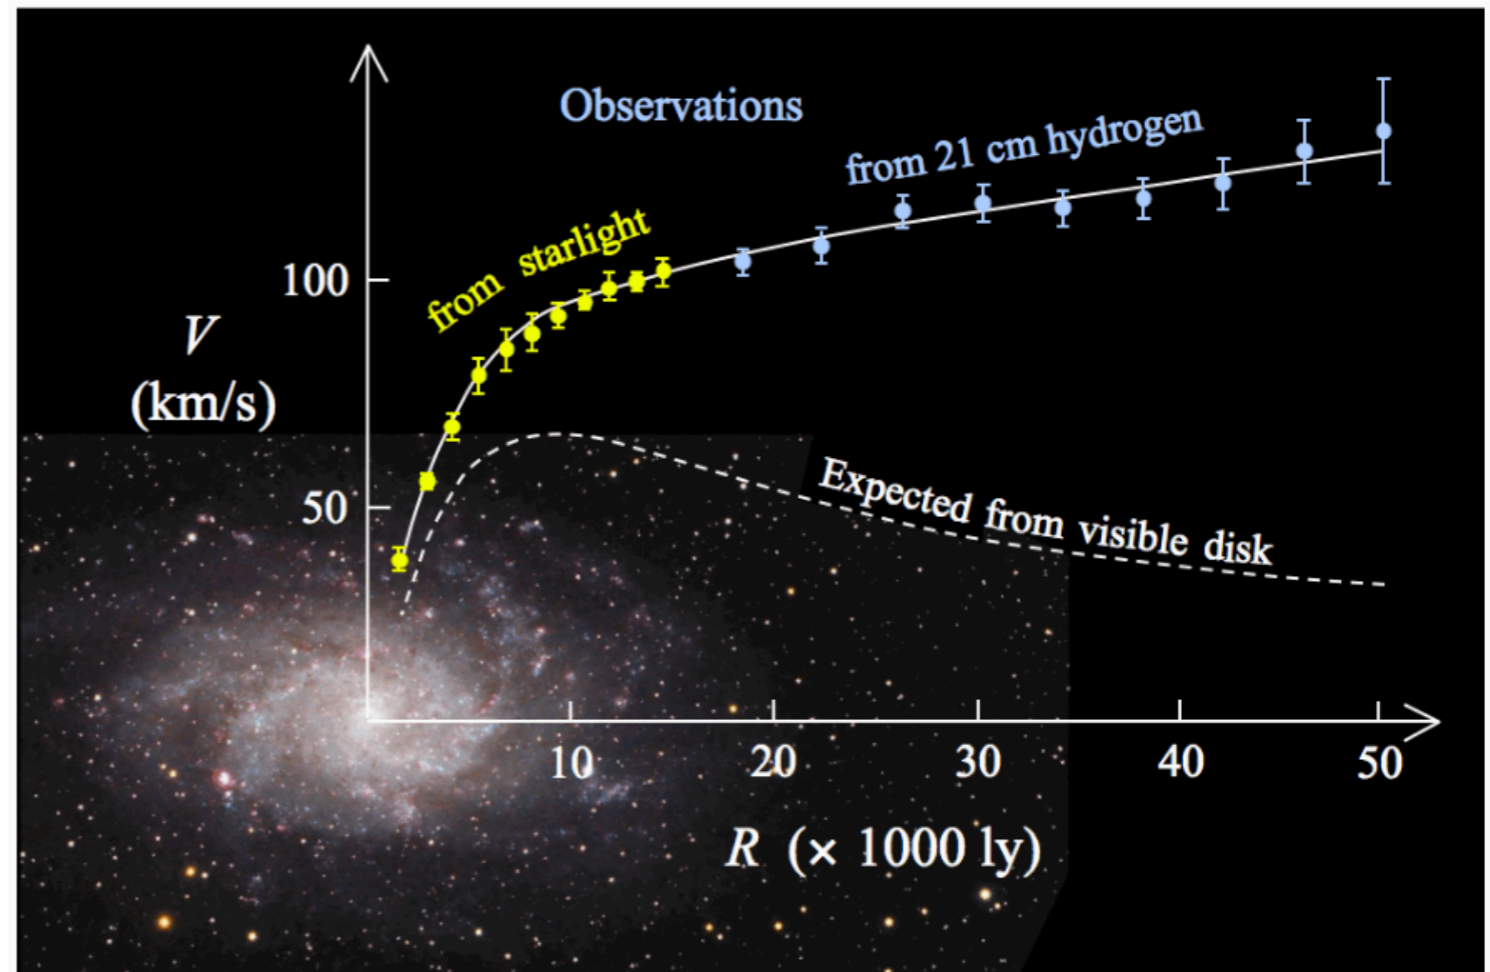 Observations
from 21 cm hydrogen
from starlight
100
V
(km/s)
50
Expected from visible disk
10 20 30 40 50
R (× 1000 ly)